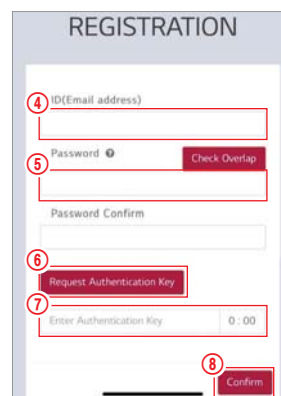 REGISTRATION
④ ID(Email address)
Password ?
Check Overlap
⑤
Password Confirm
⑥
Request Authentication Key
⑦
Enter Authentication Key 0 : 00
⑧
Confirm